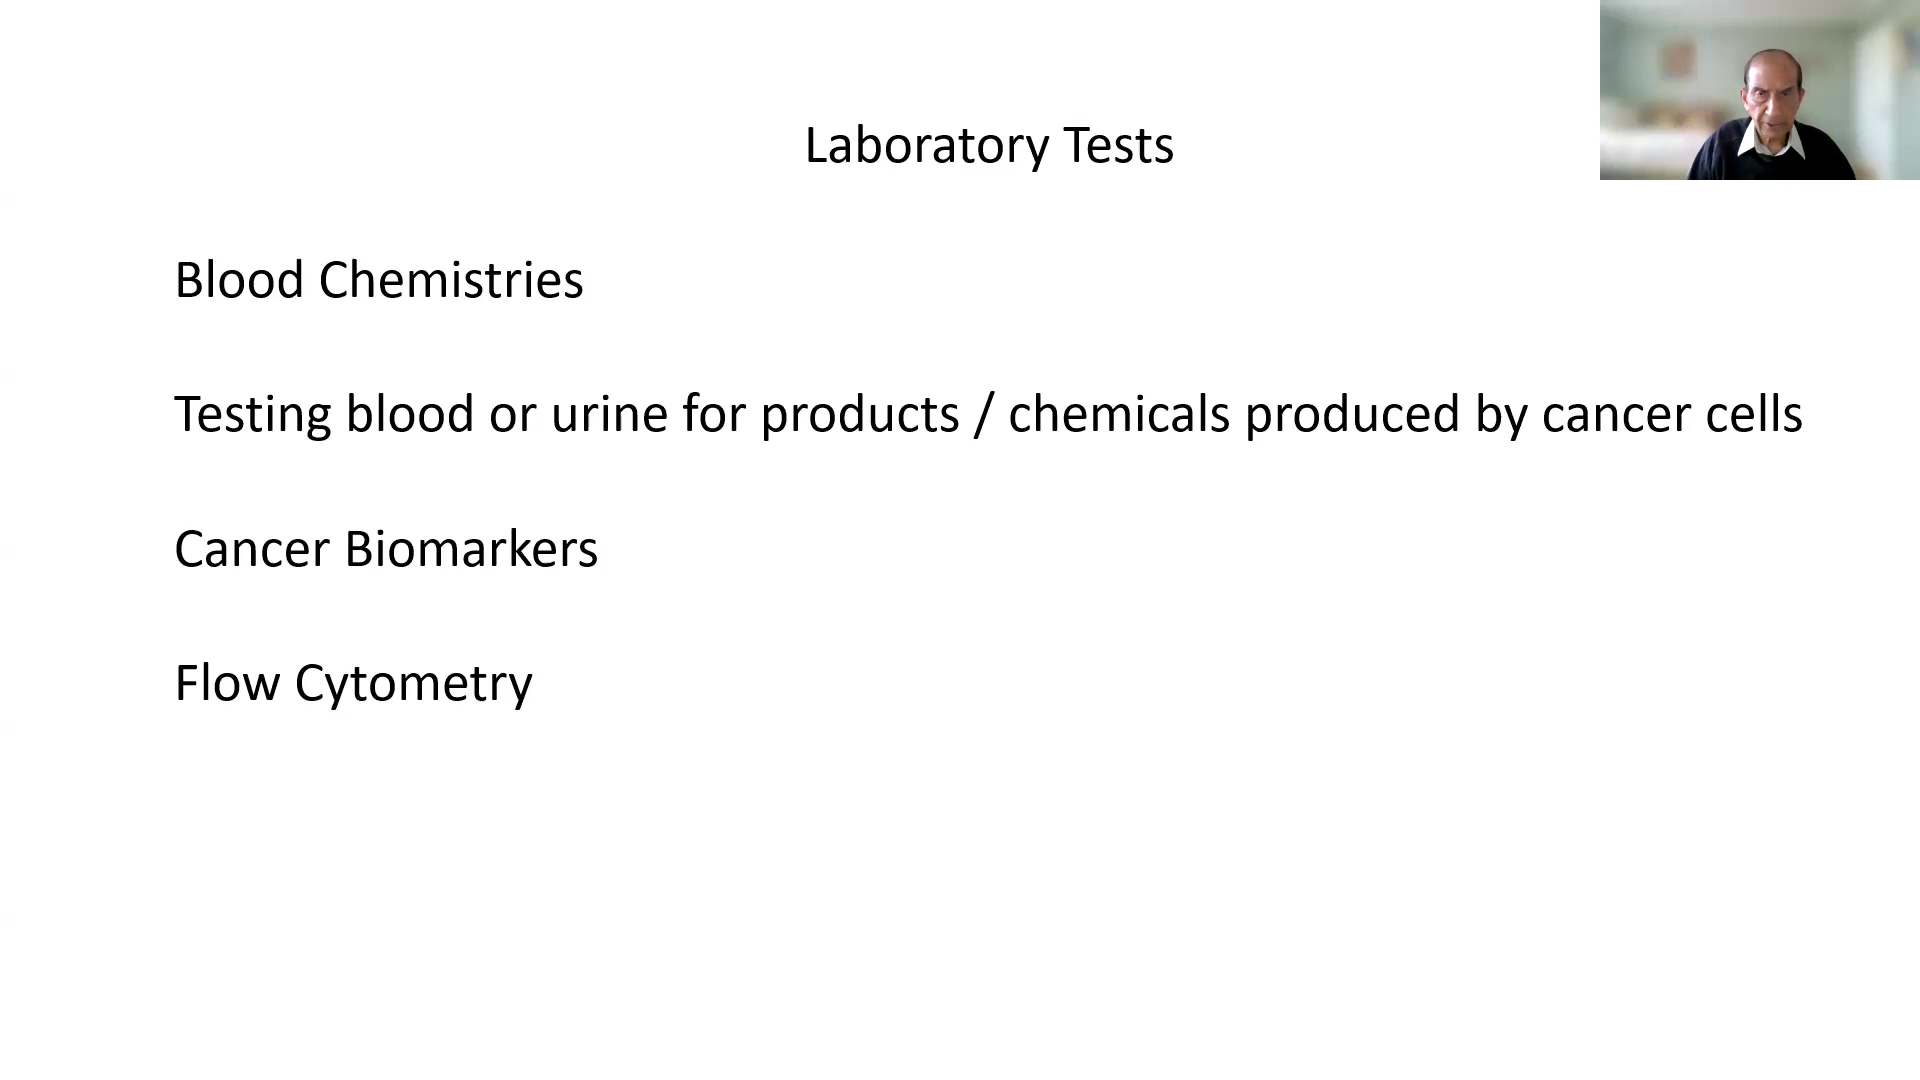 Laboratory Tests
Blood Chemistries
Testing blood or urine for products / chemicals produced by cancer cells
Cancer Biomarkers
Flow Cytometry